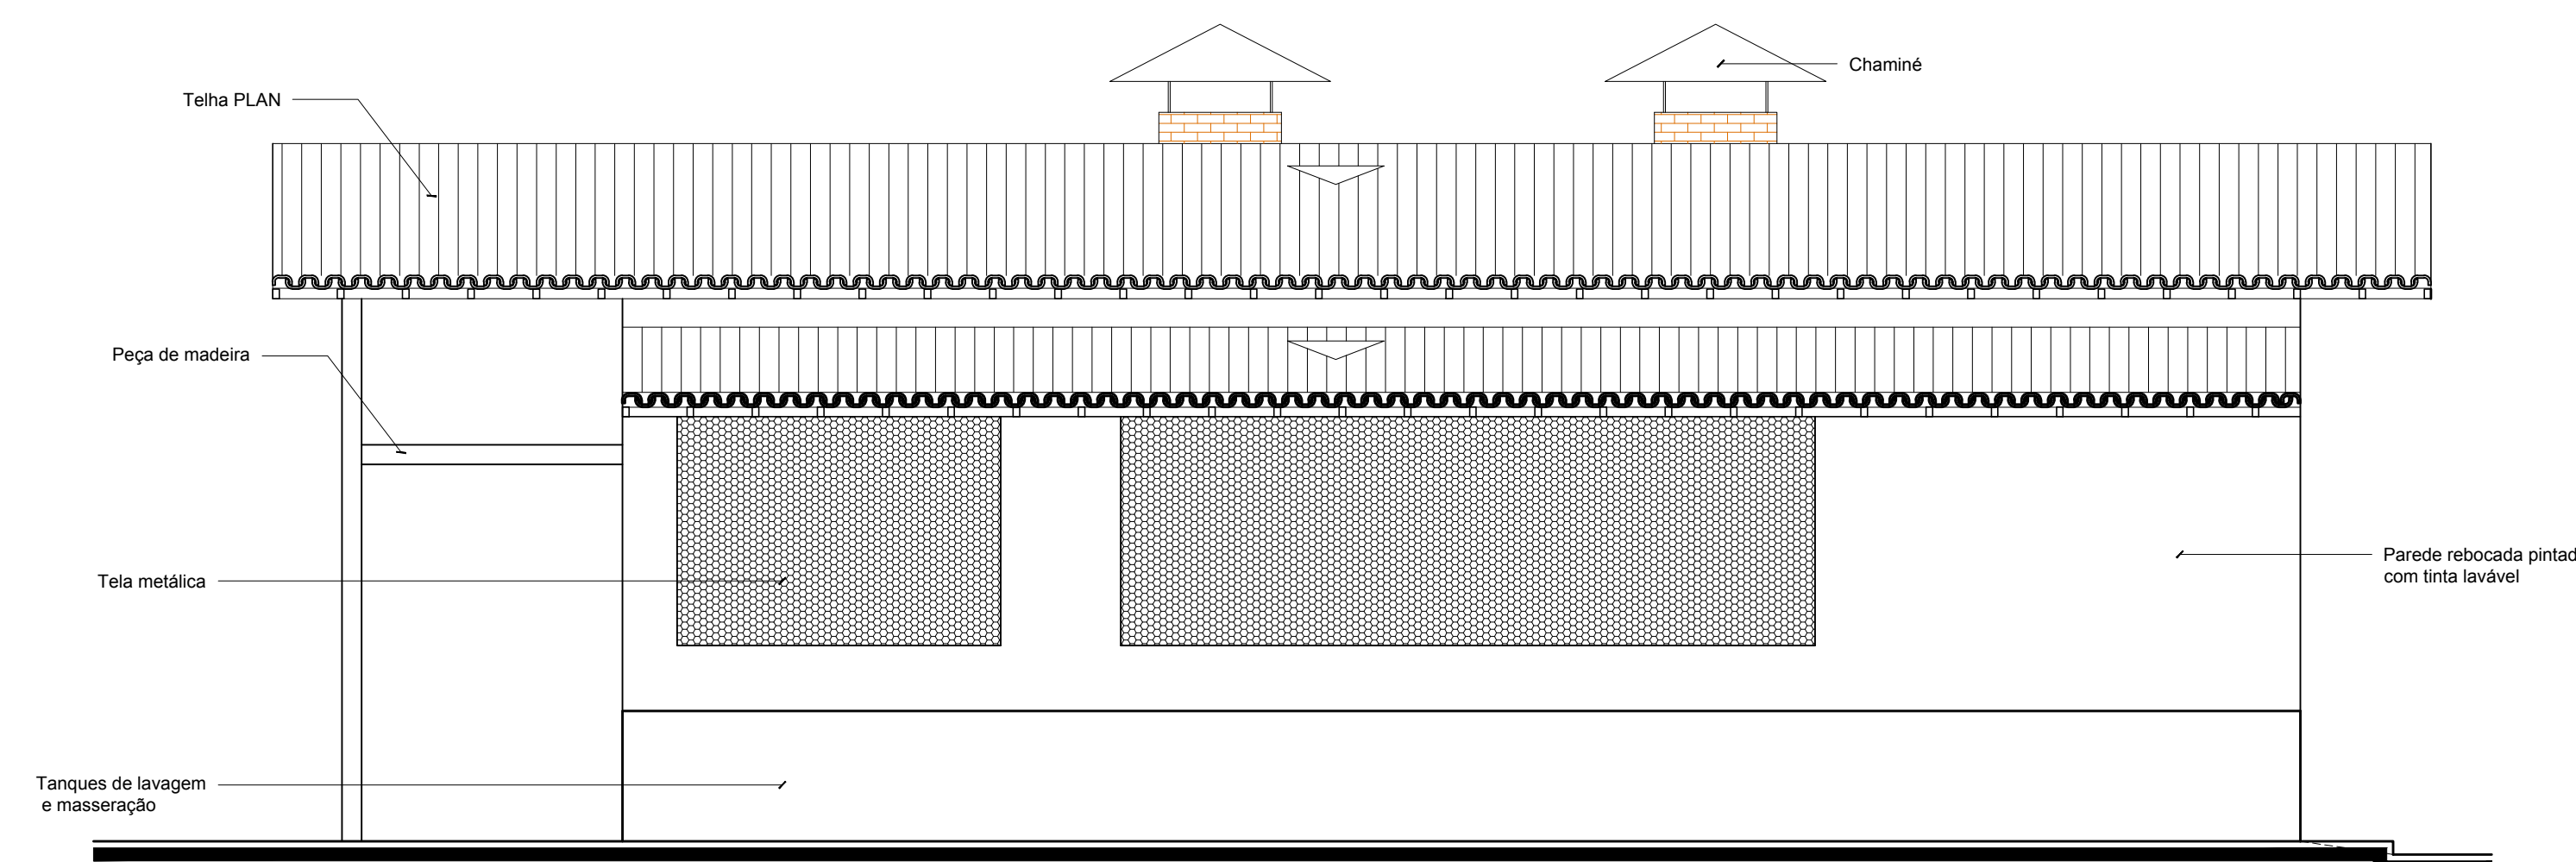 Chaminé
Telha PLAN
Peça de madeira
Tela metálica
Parede rebocada pintad
com tinta lavável
Tanques de lavagem
e masseração